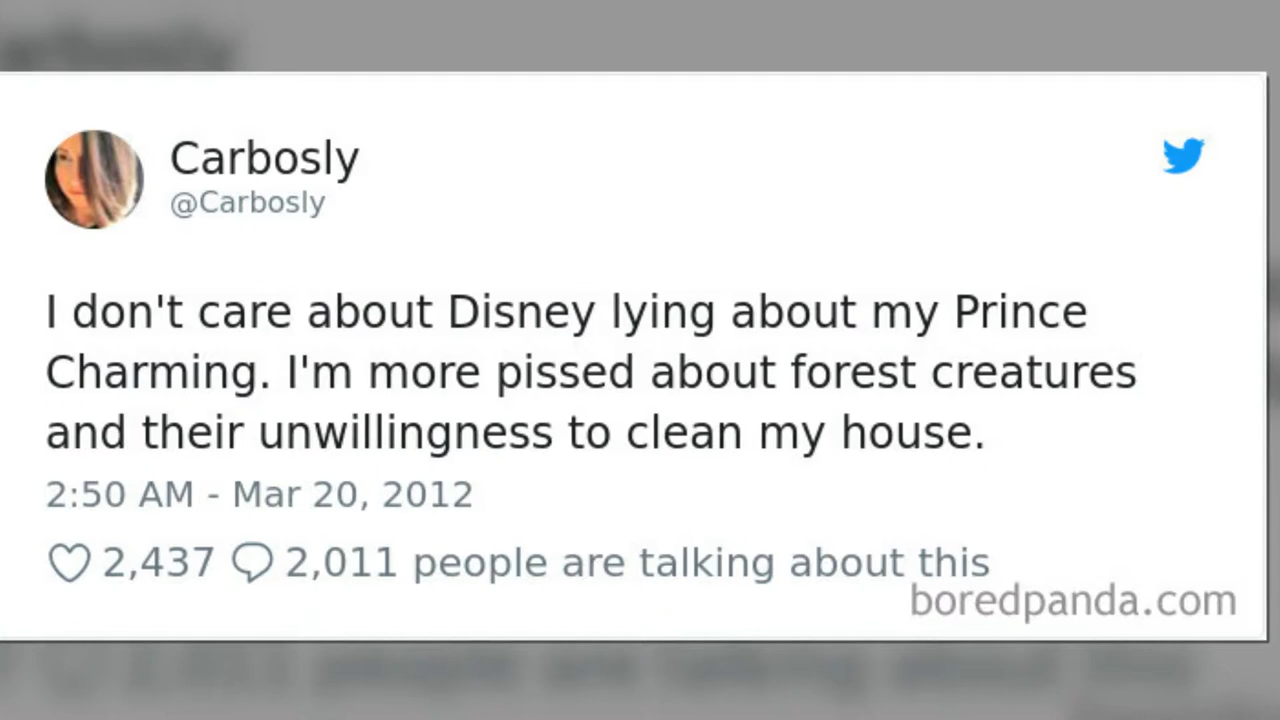 Carbosly
@Carbosly
I don't care about Disney lying about my Prince
Charming. I'm more pissed about forest creatures
and their unwillingness to clean my house.
2:50 AM - Mar 20, 2012
2,437 2,011 people are talking about this
boredpanda.com